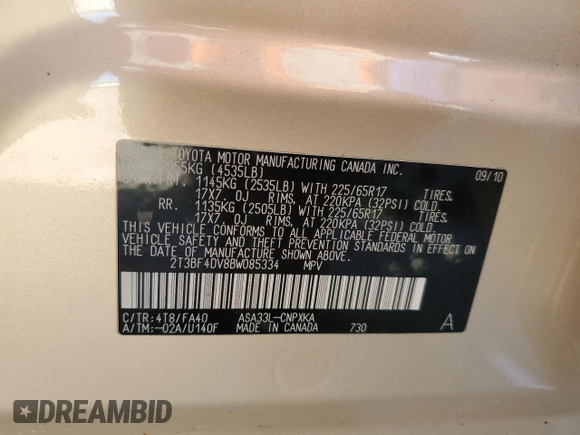 TOYOTA MOTOR MANUFACTURING CANADA INC.
55KG (4535LB) 09/10
1145KG (2535LB) WITH 225/65R17 TIRES,
17X7. OJ RIMS, AT 220KPA (32PSI) COLD.
RR. 1135KG (2505LB) WITH 225/65R17 TIRES,
17X7. OJ RIMS, AT 220KPA (32PSI) COLD.
THIS VEHICLE CONFORMS TO ALL APPLICABLE FEDERAL MOTOR
VEHICLE SAFETY AND THEFT PREVENTION STANDARDS IN EFFECT ON
THE DATE OF MANUFACTURE SHOWN ABOVE.
2T3BF4DV8BW085334 MPV
C/TR:4T8/FA40 ASA33L-CNPXKA
A/TM:-02A/U140F MADE IN CANADA 730 A
DREAMBID